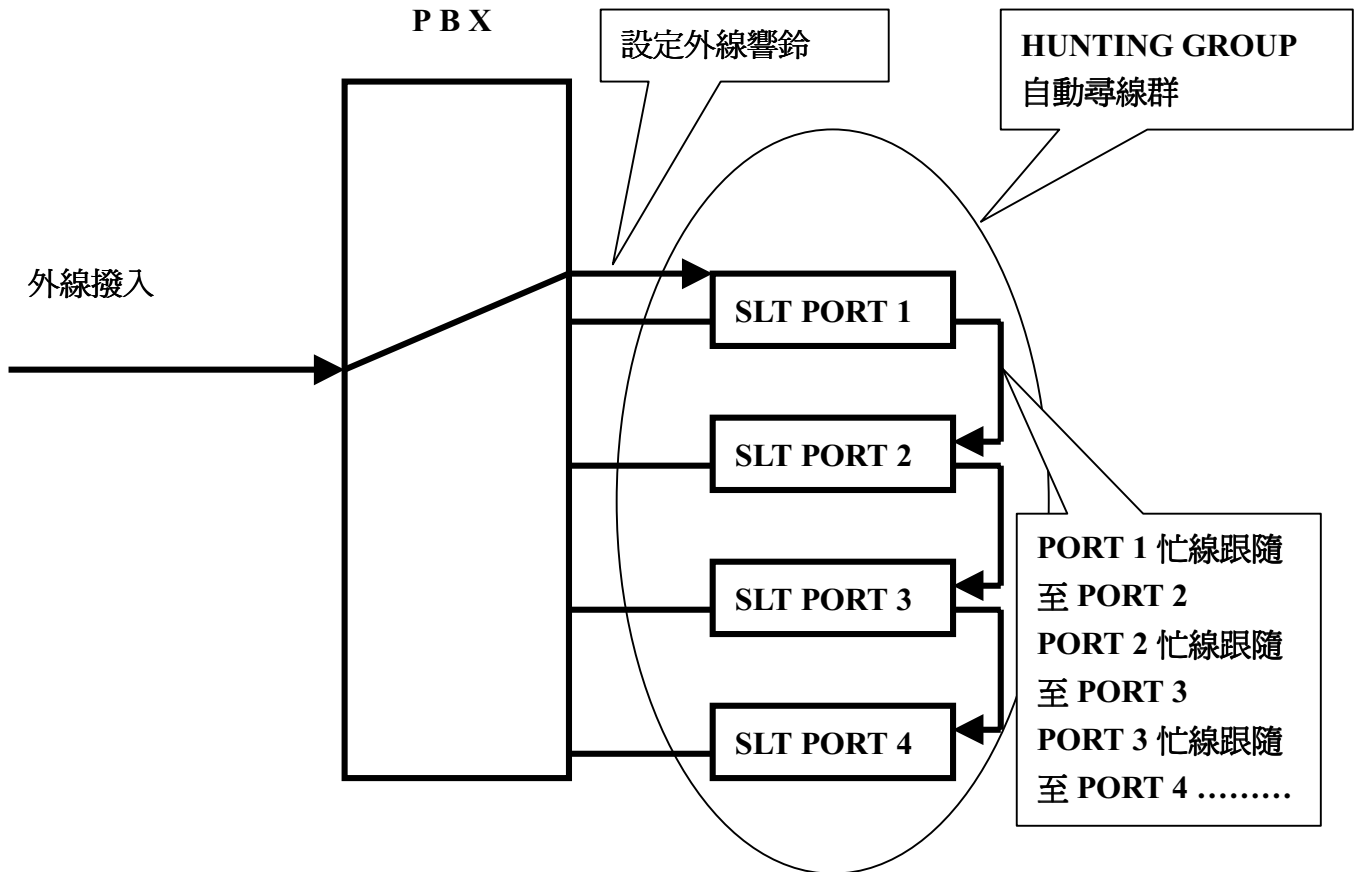 P B X
設定外線響鈴
HUNTING GROUP
自動尋線群
外線撥入
SLT PORT 1
SLT PORT 2
SLT PORT 3
SLT PORT 4
PORT 1 忙線跟隨
至 PORT 2
PORT 2 忙線跟隨
至 PORT 3
PORT 3 忙線跟隨
至 PORT 4 ………